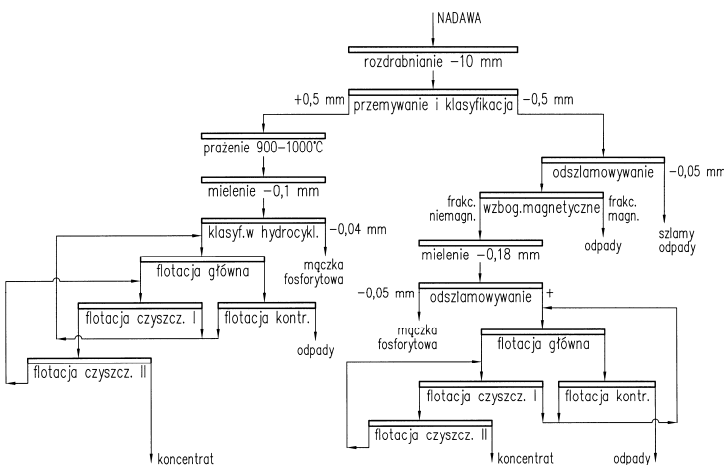 NADAWA
rozdrabnianie -10 mm
+0,5 mm
przemywanie i klasyfikacja
-0,5 mm
prażenie 900-1000°C
mielenie -0,1 mm
klasyf.w hydrocykl.
-0,04 mm
mączka
fosforytowa
flotacja główna
flotacja czyszcz. I
flotacja kontr.
odpady
flotacja czyszcz. II
koncentrat
odszlamowywanie
-0,05 mm
szlamy
odpady
frakc.
niemagn.
wzbog.magnetyczne
frakc.
magn.
odpady
mielenie -0,18 mm
-0,05 mm
odszlamowywanie
+
mączka
fosforytowa
flotacja główna
flotacja czyszcz. I
flotacja kontr.
flotacja czyszcz. II
koncentrat
odpady